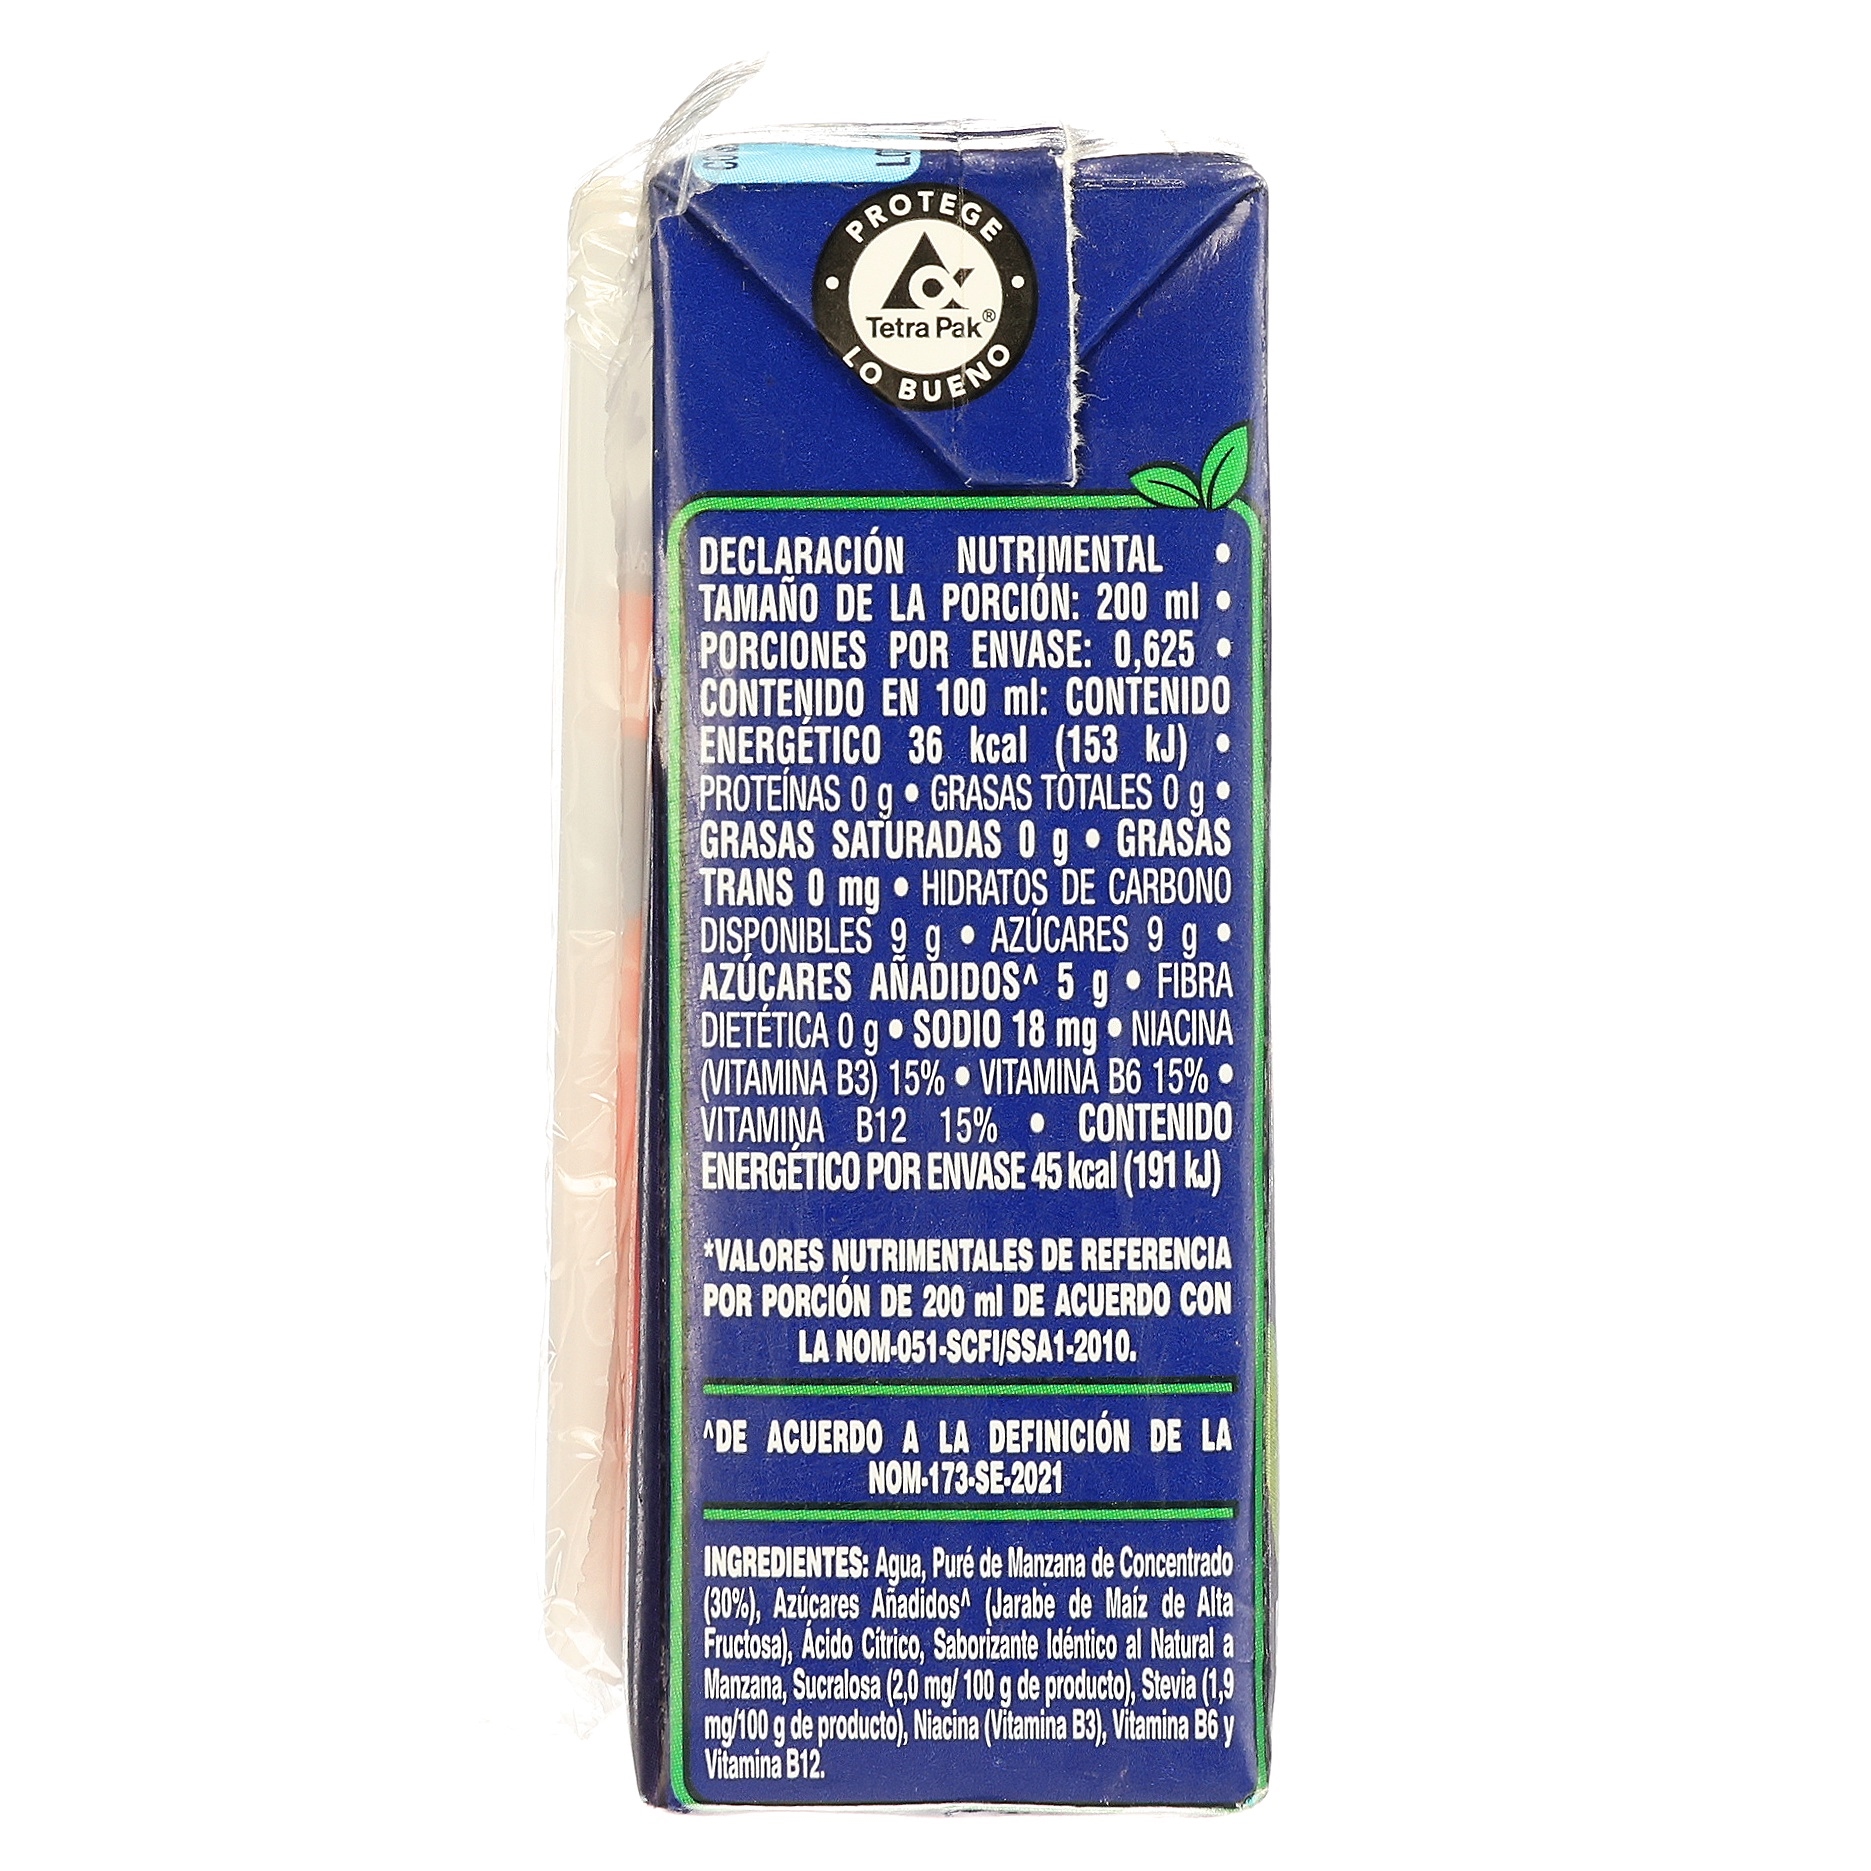 PROTEGE
Tetra Pak®
LO BUENO
DECLARACIÓN NUTRIMENTAL •
TAMAÑO DE LA PORCIÓN: 200 ml •
PORCIONES POR ENVASE: 0,625 •
CONTENIDO EN 100 ml: CONTENIDO
ENERGÉTICO 36 kcal (153 kJ) •
PROTEÍNAS 0 g • GRASAS TOTALES 0 g •
GRASAS SATURADAS 0 g • GRASAS
TRANS 0 mg • HIDRATOS DE CARBONO
DISPONIBLES 9 g • AZÚCARES 9 g •
AZÚCARES AÑADIDOS^ 5 g • FIBRA
DIETÉTICA 0 g • SODIO 18 mg • NIACINA
(VITAMINA B3) 15% • VITAMINA B6 15% •
VITAMINA B12 15% • CONTENIDO
ENERGÉTICO POR ENVASE 45 kcal (191 kJ)
*VALORES NUTRIMENTALES DE REFERENCIA
POR PORCIÓN DE 200 ml DE ACUERDO CON
LA NOM-051-SCFI/SSA1-2010.
^DE ACUERDO A LA DEFINICIÓN DE LA
NOM-173-SE-2021
INGREDIENTES: Agua, Puré de Manzana de Concentrado
(30%), Azúcares Añadidos^ (Jarabe de Maíz de Alta
Fructosa), Ácido Cítrico, Saborizante Idéntico al Natural a
Manzana, Sucralosa (2,0 mg/ 100 g de producto), Stevia (1,9
mg/100 g de producto), Niacina (Vitamina B3), Vitamina B6 y
Vitamina B12.